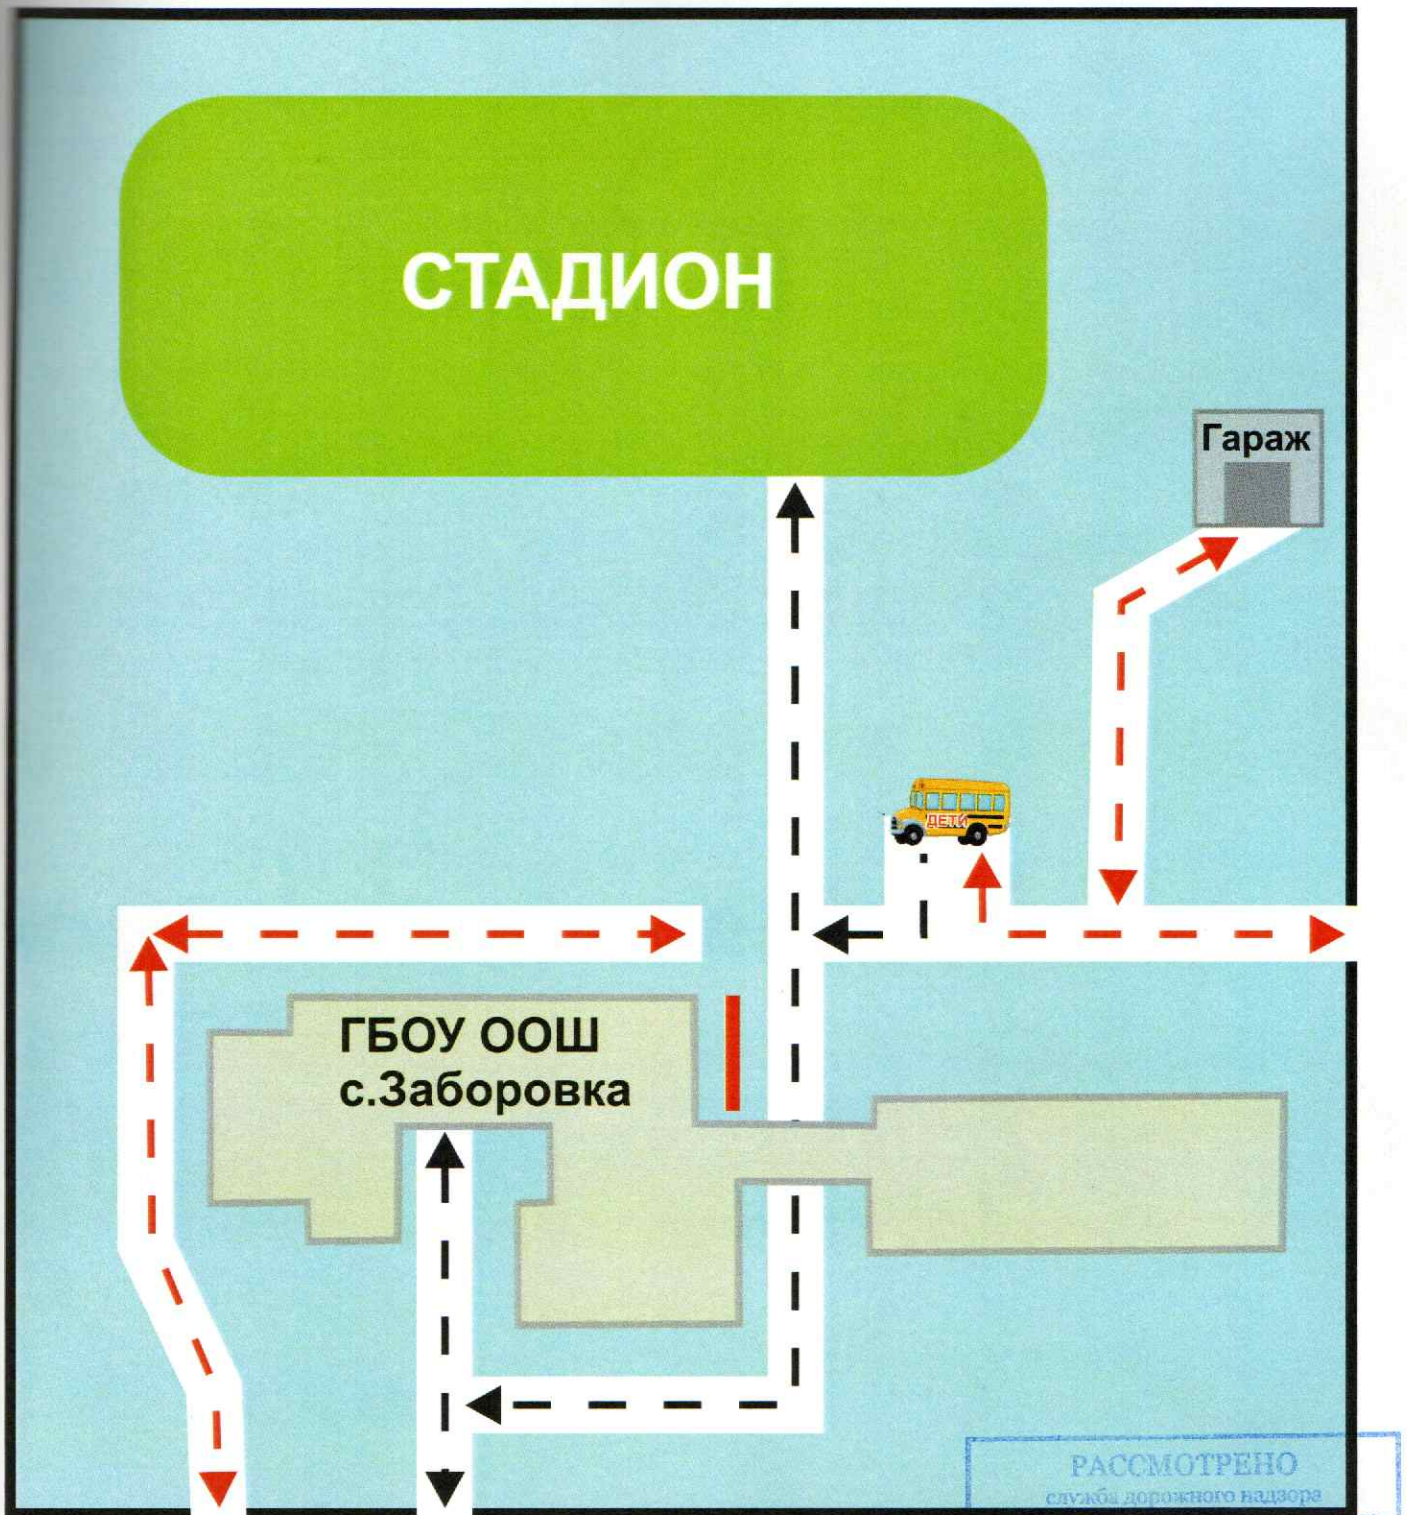 СТАДИОН
Гараж
ДЕТИ
ГБОУ ООШ
с.Заборовка
РАССМОТРЕНО
служба дорожного надзора